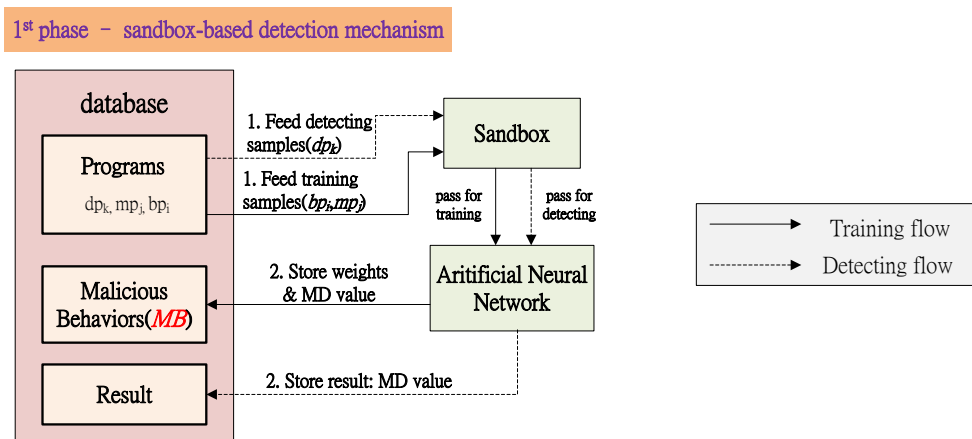 1st phase – sandbox-based detection mechanism
database
Programs
dpk, mpj, bpi
1. Feed detecting
samples(dpk)
1. Feed training
samples(bpi,mpj)
Sandbox
pass for
training
pass for
detecting
Aritificial Neural
Network
2. Store weights
& MD value
Malicious
Behaviors(MB)
2. Store result: MD value
Result
Training flow
Detecting flow